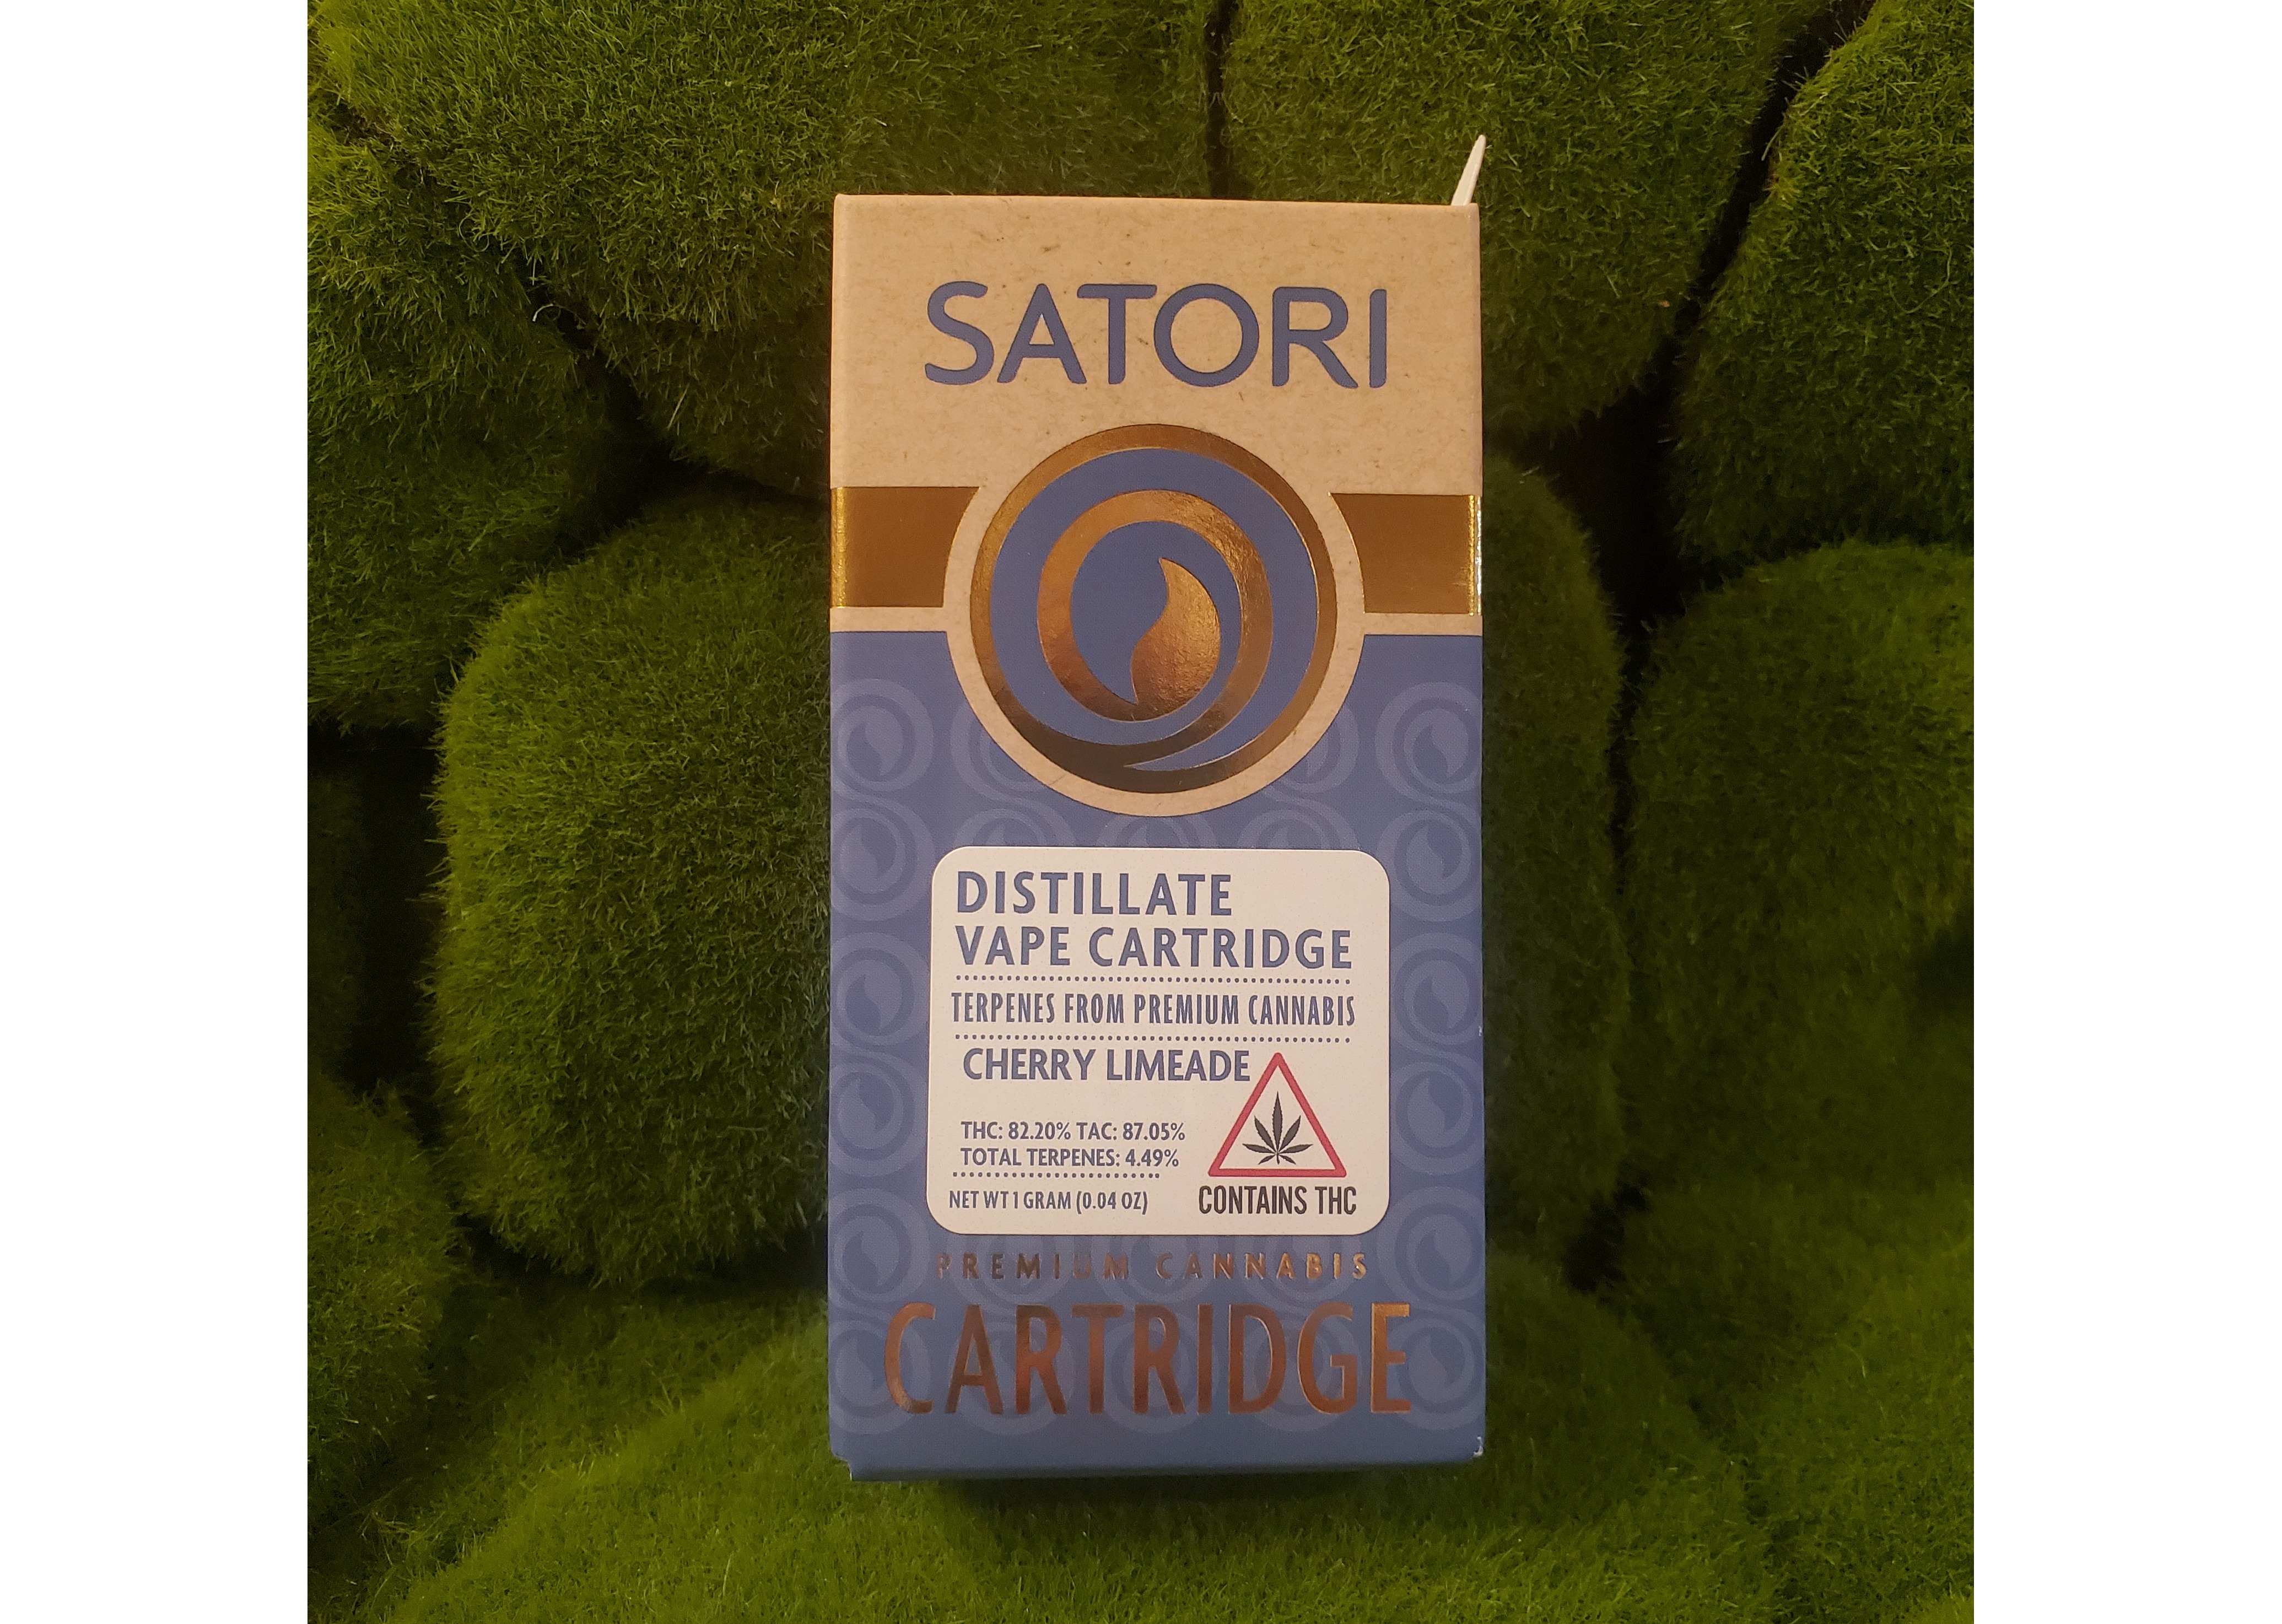 SATORI
DISTILLATE
VAPE CARTRIDGE
TERPENES FROM PREMIUM CANNABIS
CHERRY LIMEADE
THC: 82.20% TAC: 87.05%
TOTAL TERPENES: 4.49%
NET WT 1 GRAM (0.04 OZ)
CONTAINS THC
PREMIUM CANNABIS
CARTRIDGE